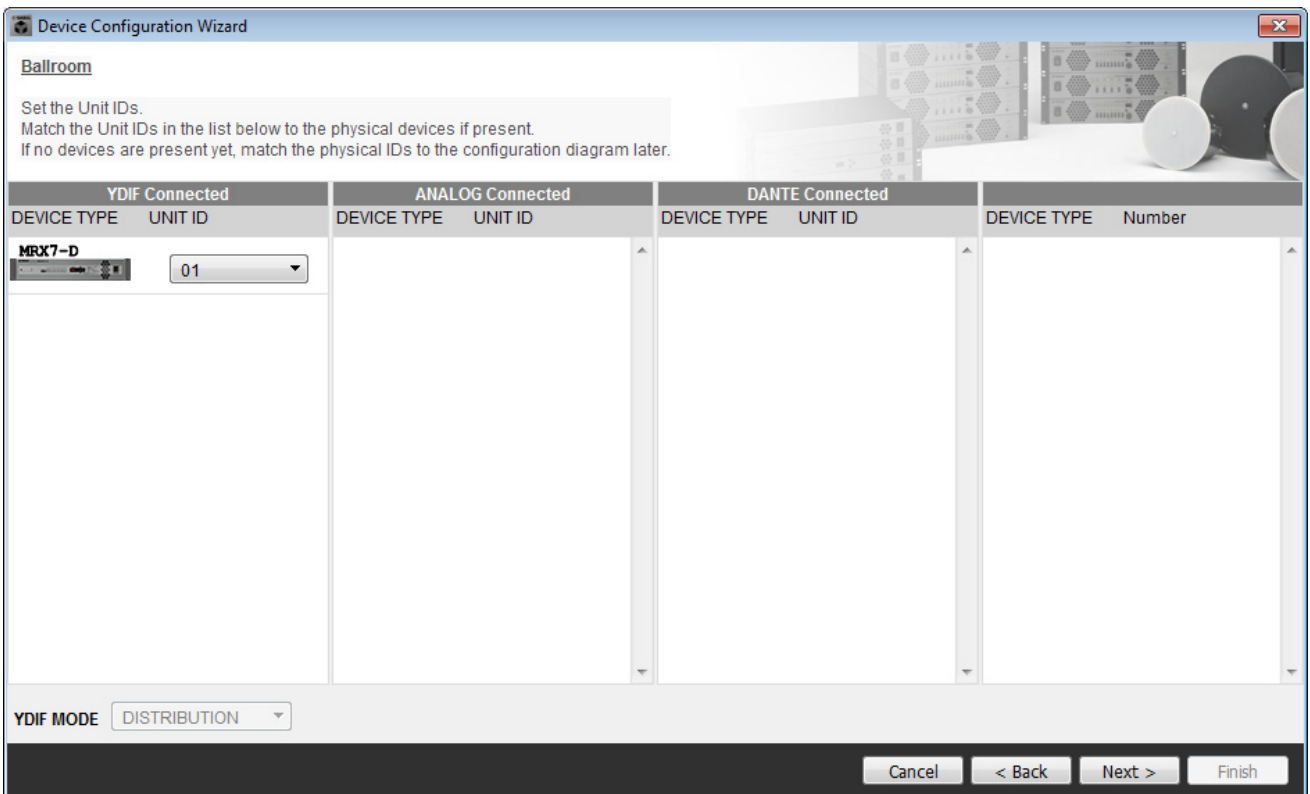 Device Configuration Wizard
Ballroom
Set the Unit IDs.
Match the Unit IDs in the list below to the physical devices if present.
If no devices are present yet, match the physical IDs to the configuration diagram later.
YDIF Connected ANALOG Connected DANTE Connected
DEVICE TYPE UNIT ID DEVICE TYPE UNIT ID DEVICE TYPE UNIT ID DEVICE TYPE Number
MRX7-D
01
YDIF MODE DISTRIBUTION
Cancel < Back Next > Finish